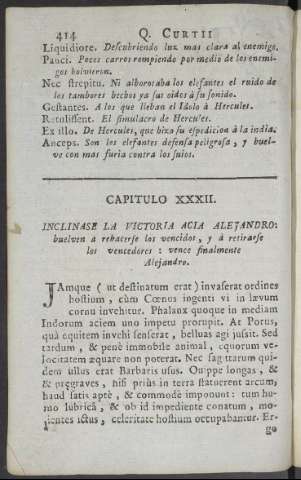 414 Q. CURTII
Liquidiore. Descubriendo luz mas clara al enemigo.
Pauci. Pocos carros rompiendo por medio de los enemi-
gos bolvieron.
Nec strepitu. Ni alborotaba los elefantes el ruido de
los tambores hechos ya sus oidos à su sonido.
Gestantes. A los que lleban el Idolo à Hercules.
Retulissent. El simulacro de Hercules.
Ex illo. De Hercules, que hixo su espedicion à la india.
Anceps. Son los elefantes defensa peligrosa, y buel-
ve con mas furia contra los suios.
CAPITULO XXXII.
INCLINASE LA VICTORIA ACIA ALEJANDRO:
buelven a rehacerse los vencidos, y à retirarse
los vencedores: vence finalmente
Alejandro.
JAmque (ut destinatum erat) invaserat ordines
hostium, cùm Cœnus ingenti vi in lævum
cornu invehitur. Phalanx quoque in mediam
Indorum aciem uno impetu prorupit. At Porus,
quà equitem invehi senserat, belluas agi jussit. Sed
tardum, & penè immobile animal, equorum ve-
locitatem æquare non poterat. Nec sagittarum qui-
dem ullus erat Barbaris usus. Quippe longas, &
& prægraves, nisi priùs in terra statuerent arcum,
haud satis aptè, & commodè imponunt: tum hu-
mo lubricâ, & ob id impediente conatum, mo-
lientes ictus, celeritate hostium occupabantur. Er-
go